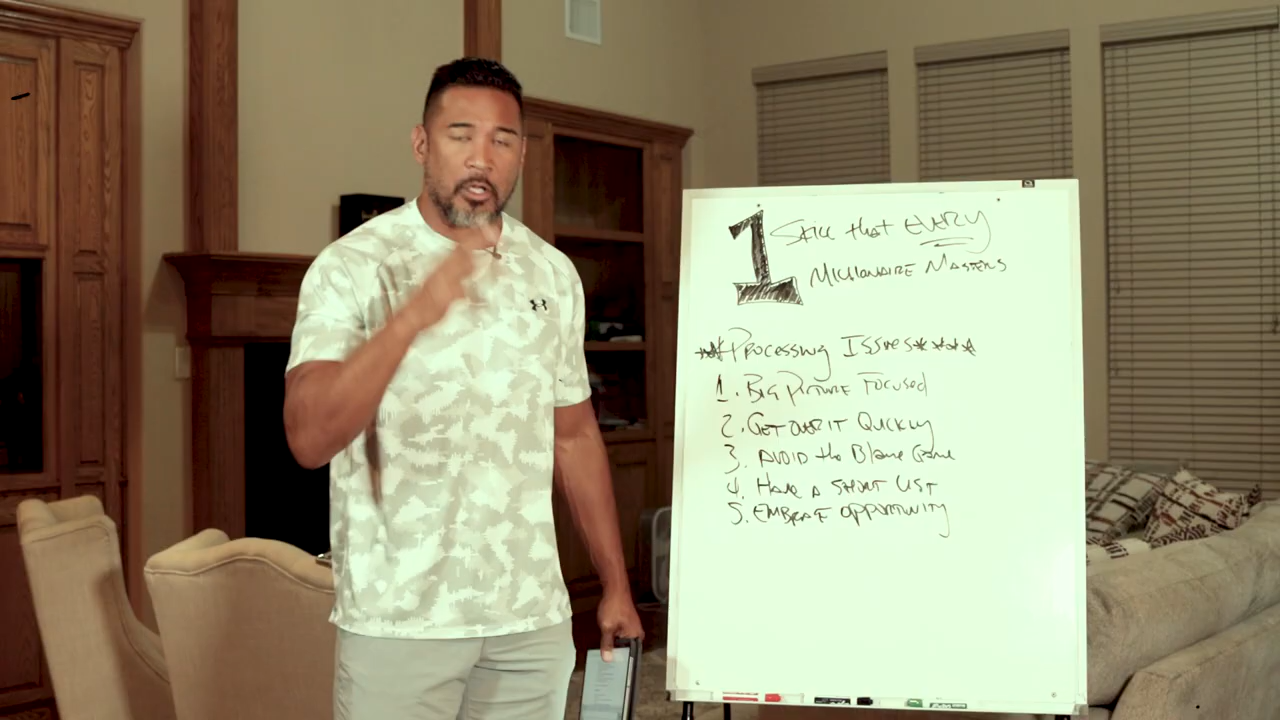 1 Skill that EVERY
Millionaire Masters
***Processing Issues****
1. Big Picture Focused
2. Get over it Quickly
3. Avoid the Blame Game
4. Have a Short List
5. Embrace opportunity